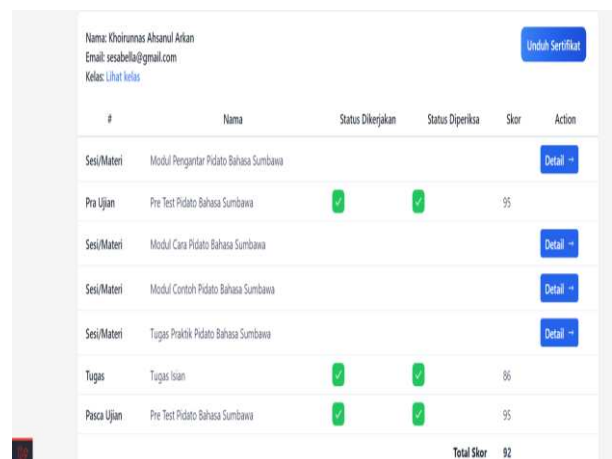 Nama: Khoirunnas Ahsanul Arkan
Email: sesabella@gmail.com
Kelas: Lihat kelas
Unduh Sertifikat
# Nama Status Dikerjakan Status Diperiksa Skor Action
Sesi/Materi Modul Pengantar Pidato Bahasa Sumbawa Detail →
Pra Ujian Pre Test Pidato Bahasa Sumbawa ✓ ✓ 95
Sesi/Materi Modul Cara Pidato Bahasa Sumbawa Detail →
Sesi/Materi Modul Contoh Pidato Bahasa Sumbawa Detail →
Sesi/Materi Tugas Praktik Pidato Bahasa Sumbawa Detail →
Tugas Tugas Isian ✓ ✓ 86
Pasca Ujian Pre Test Pidato Bahasa Sumbawa ✓ ✓ 95
Total Skor 92